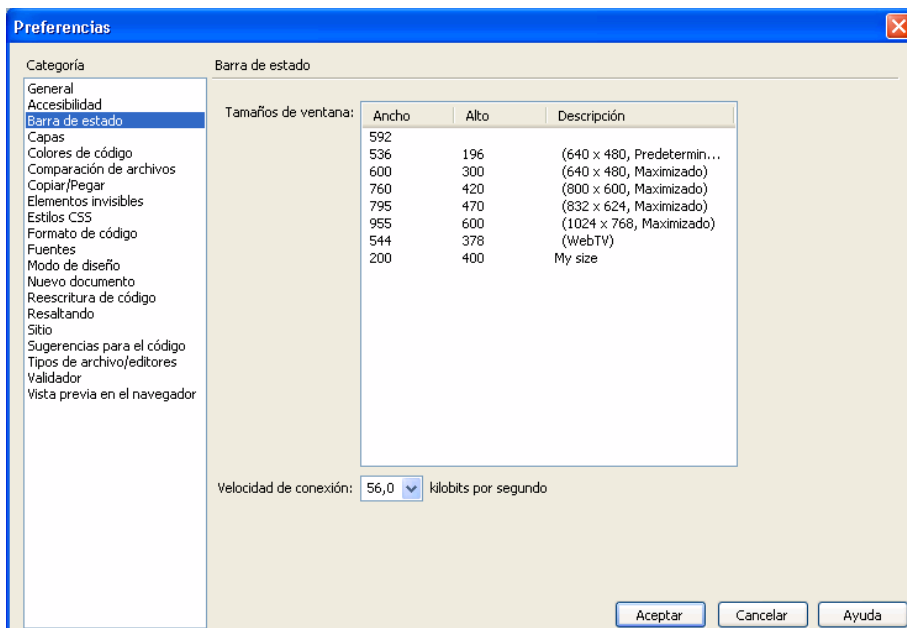 Preferencias
Categoría
General
Accesibilidad
Barra de estado
Capas
Colores de código
Comparación de archivos
Copiar/Pegar
Elementos invisibles
Estilos CSS
Formato de código
Fuentes
Modo de diseño
Nuevo documento
Reescritura de código
Resaltando
Sitio
Sugerencias para el código
Tipos de archivo/editores
Validador
Vista previa en el navegador
Barra de estado
Tamaños de ventana:
Ancho Alto Descripción
592
536 196 (640 x 480, Predetermin...
600 300 (640 x 480, Maximizado)
760 420 (800 x 600, Maximizado)
795 470 (832 x 624, Maximizado)
955 600 (1024 x 768, Maximizado)
544 378 (WebTV)
200 400 My size
Velocidad de conexión: 56,0 kilobits por segundo
Aceptar Cancelar Ayuda